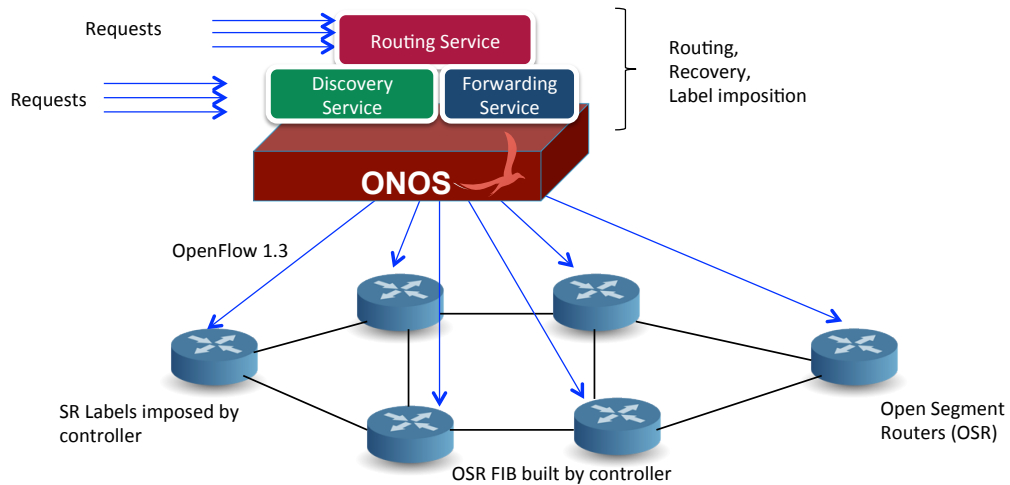 Requests
Routing Service
Routing,
Recovery,
Label imposition
Requests
Discovery
Service
Forwarding
Service
ONOS
OpenFlow 1.3
SR Labels imposed by
controller
OSR FIB built by controller
Open Segment
Routers (OSR)